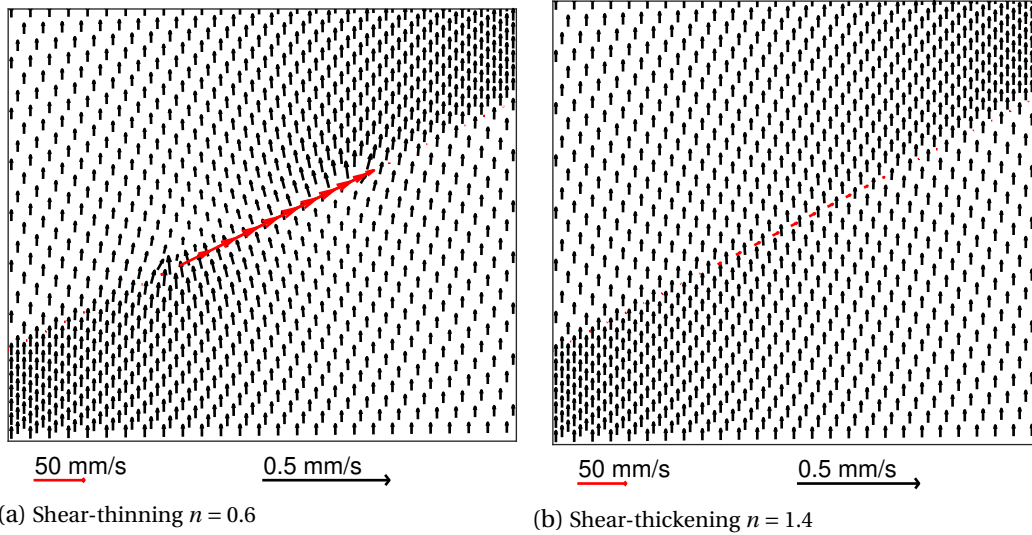 50 mm/s 0.5 mm/s
(a) Shear-thinning n = 0.6
50 mm/s 0.5 mm/s
(b) Shear-thickening n = 1.4